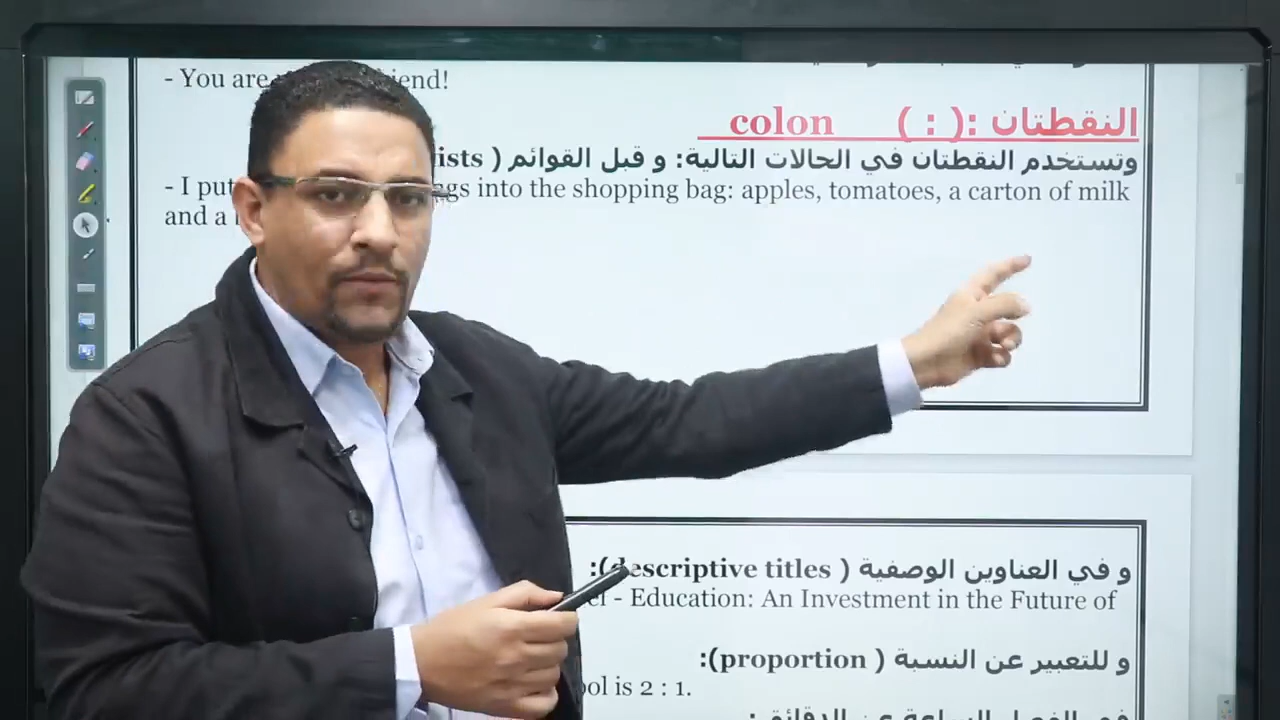 - You are iend!
النقطتان :( : ) colon
وتستخدم النقطتان في الحالات التالية: و قبل القوائم ( ists
- I put gs into the shopping bag: apples, tomatoes, a carton of milk
and a
و في العناوين الوصفية ( descriptive titles):
- Education: An Investment in the Future of
و للتعبير عن النسبة ( proportion):
ool is 2 : 1.